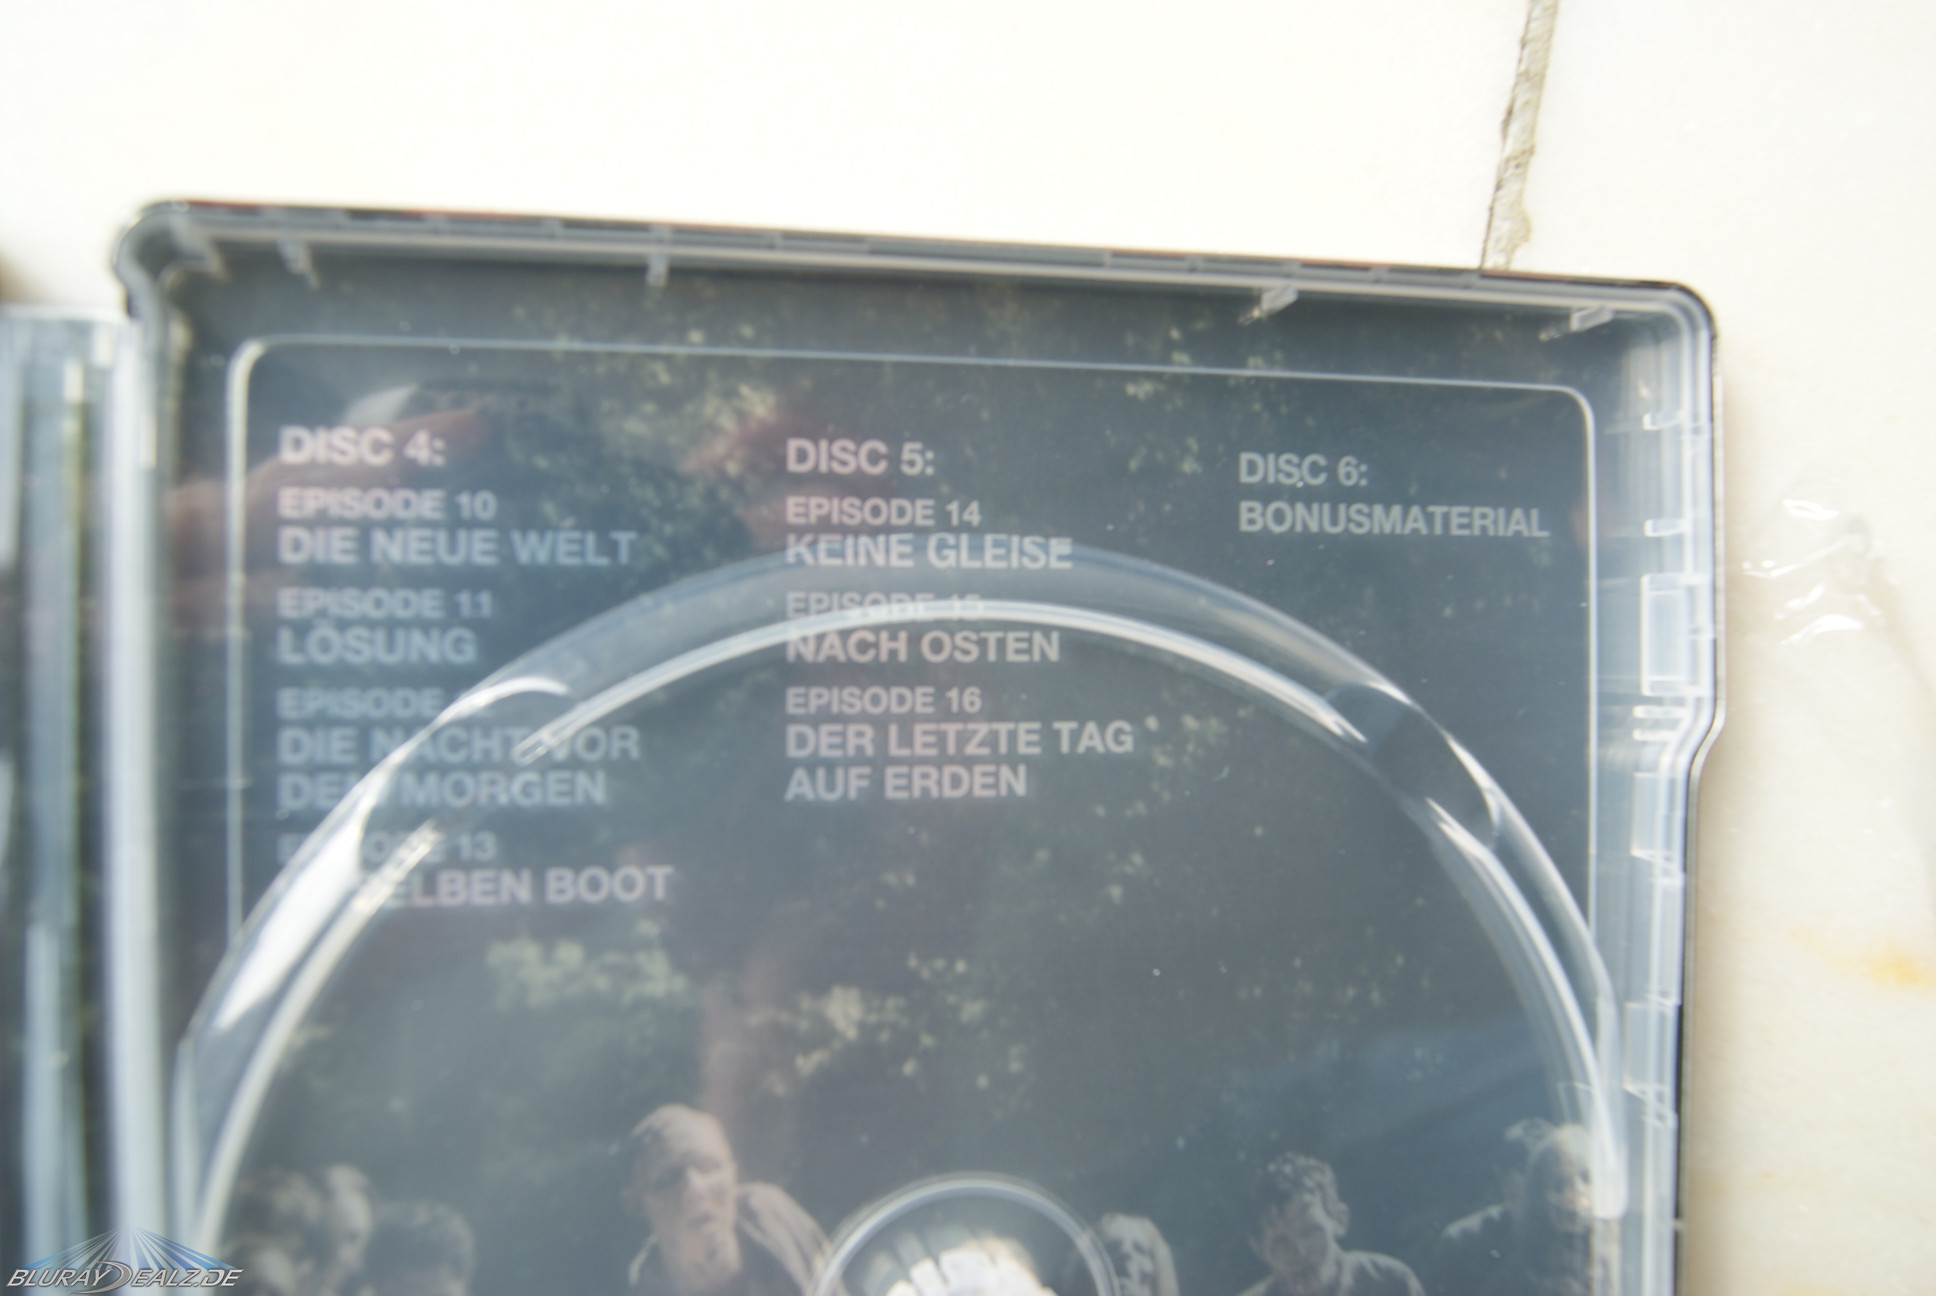 DISC 4:
EPISODE 10
DIE NEUE WELT
EPISODE 11
LÖSUNG
EPISODE
DIE NACHT VOR
DEM MORGEN
13
BOOT
DISC 5:
EPISODE 14
KEINE GLEISE
EPISODE 15
NACH OSTEN
EPISODE 16
DER LETZTE TAG
AUF ERDEN
DISC 6:
BONUSMATERIAL
BLURAYDEALZ.DE